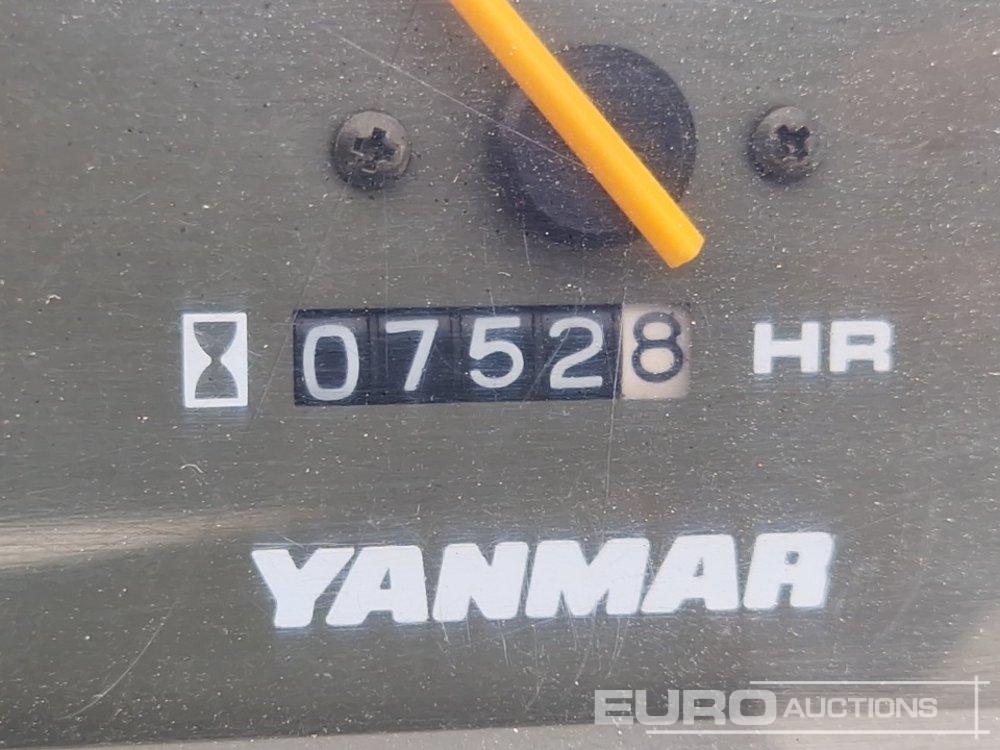 07528 HR
YANMAR
EURO AUCTIONS